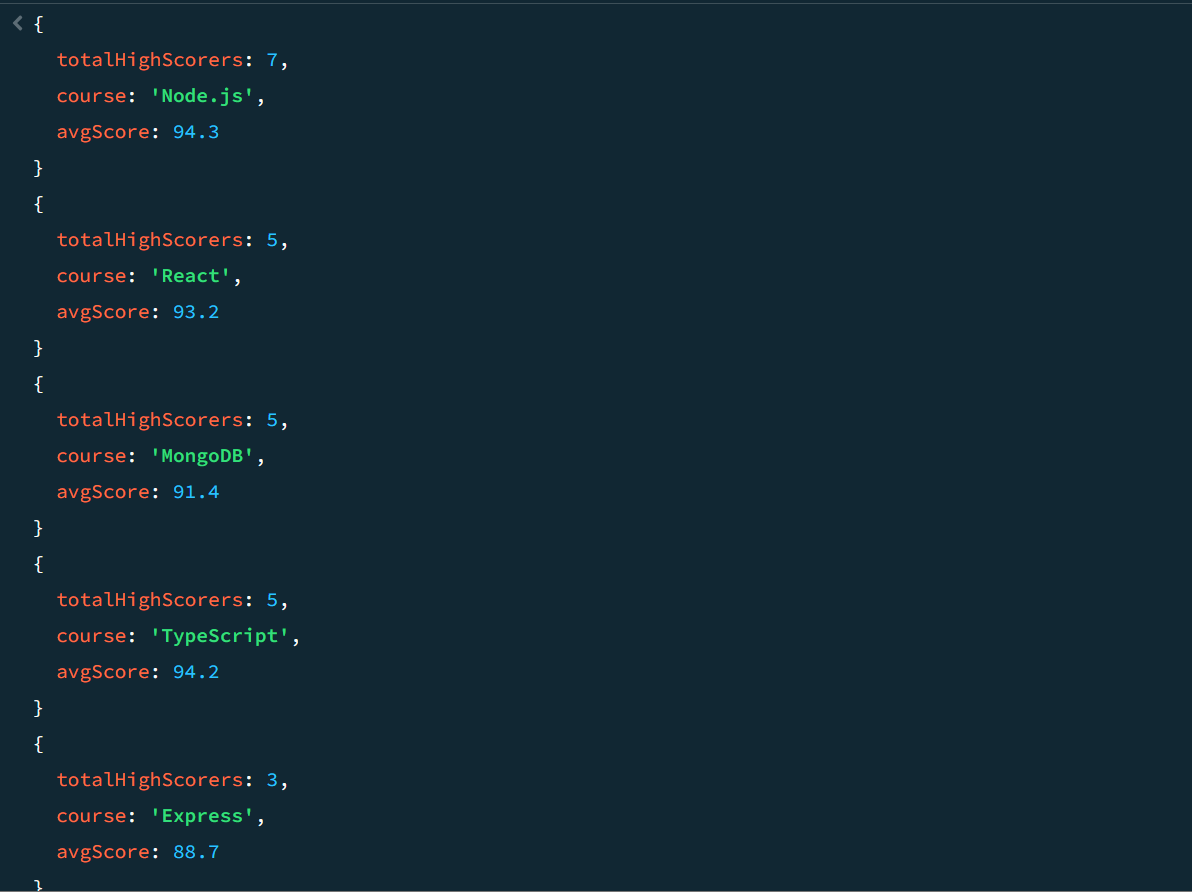 {
totalHighScorers: 7,
course: 'Node.js',
avgScore: 94.3
}
{
totalHighScorers: 5,
course: 'React',
avgScore: 93.2
}
{
totalHighScorers: 5,
course: 'MongoDB',
avgScore: 91.4
}
{
totalHighScorers: 5,
course: 'TypeScript',
avgScore: 94.2
}
{
totalHighScorers: 3,
course: 'Express',
avgScore: 88.7
}